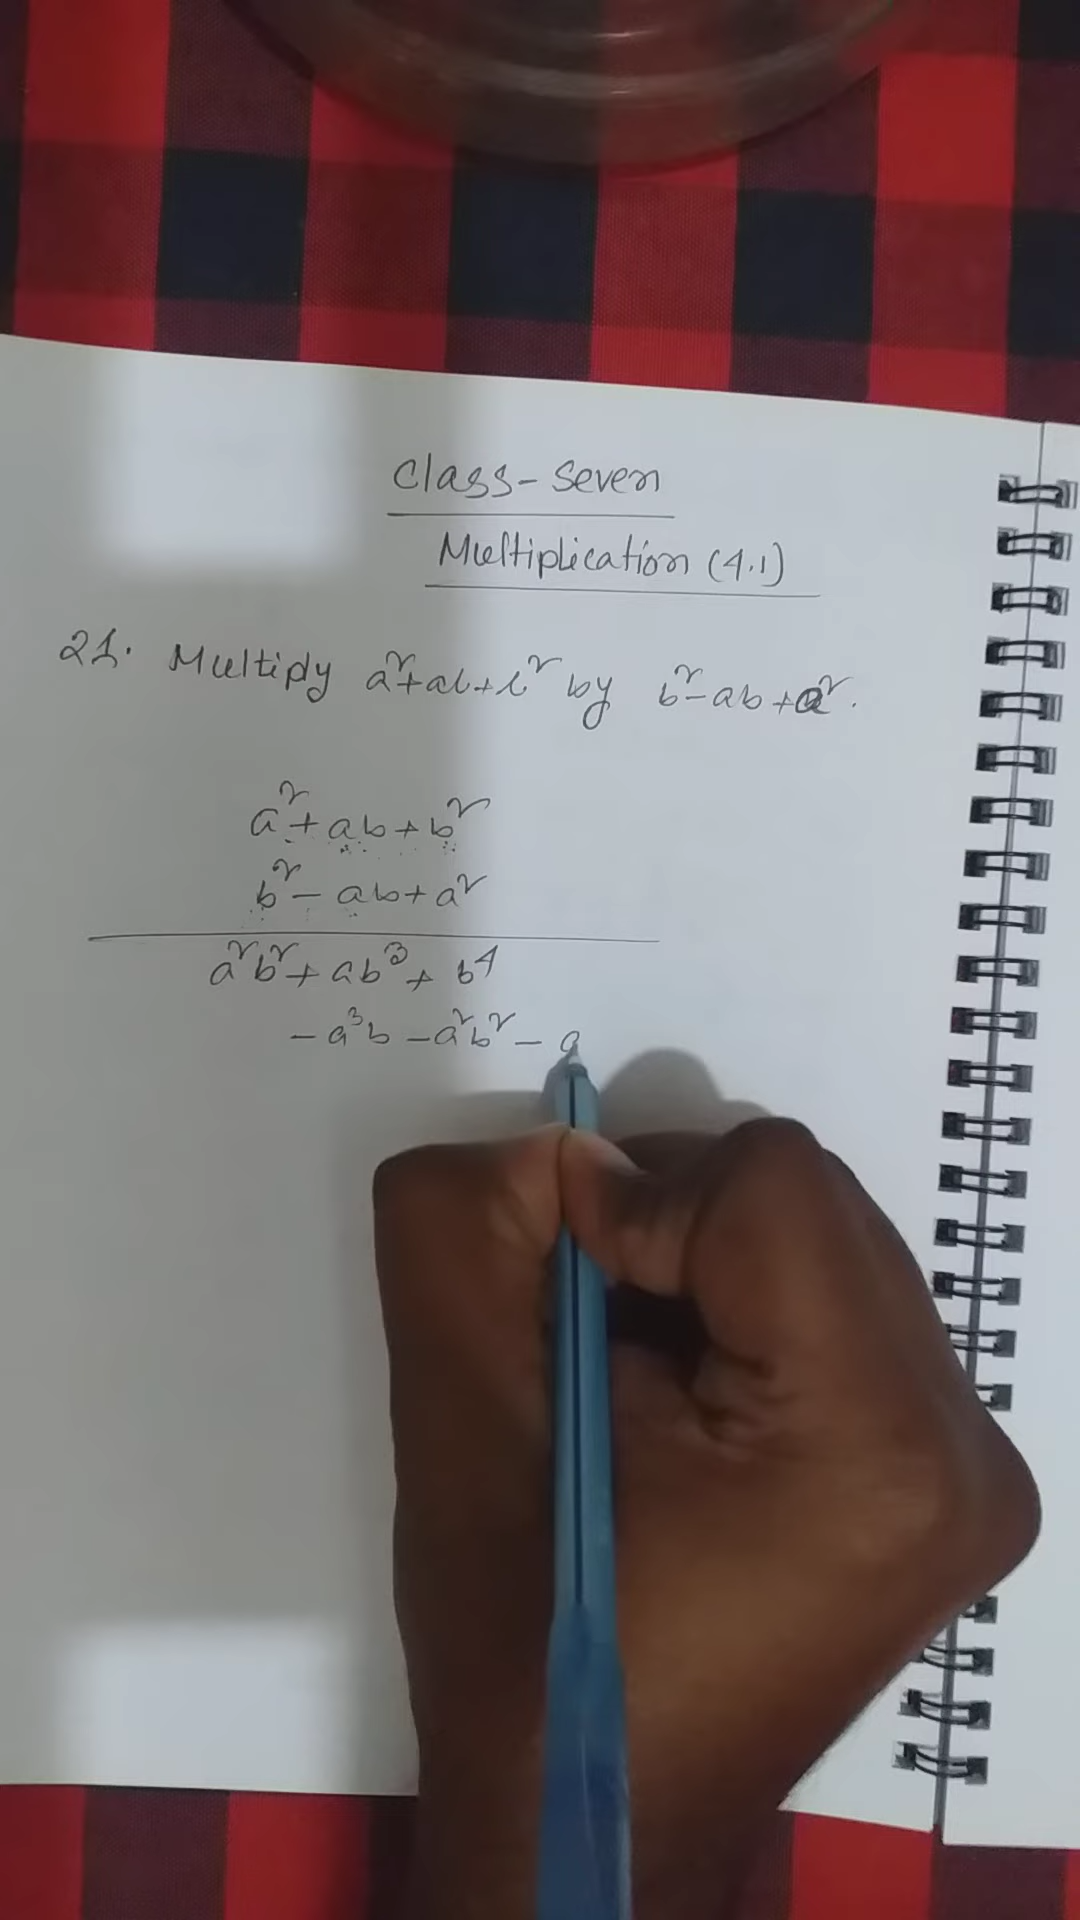 Class-Seven
Multiplication (4.1)
21. Multiply a²+ab+b² by b²-ab+a².
a²+ab+b²
b²-ab+a²
a²b²+ab³+b⁴
-a³b-a²b²-a